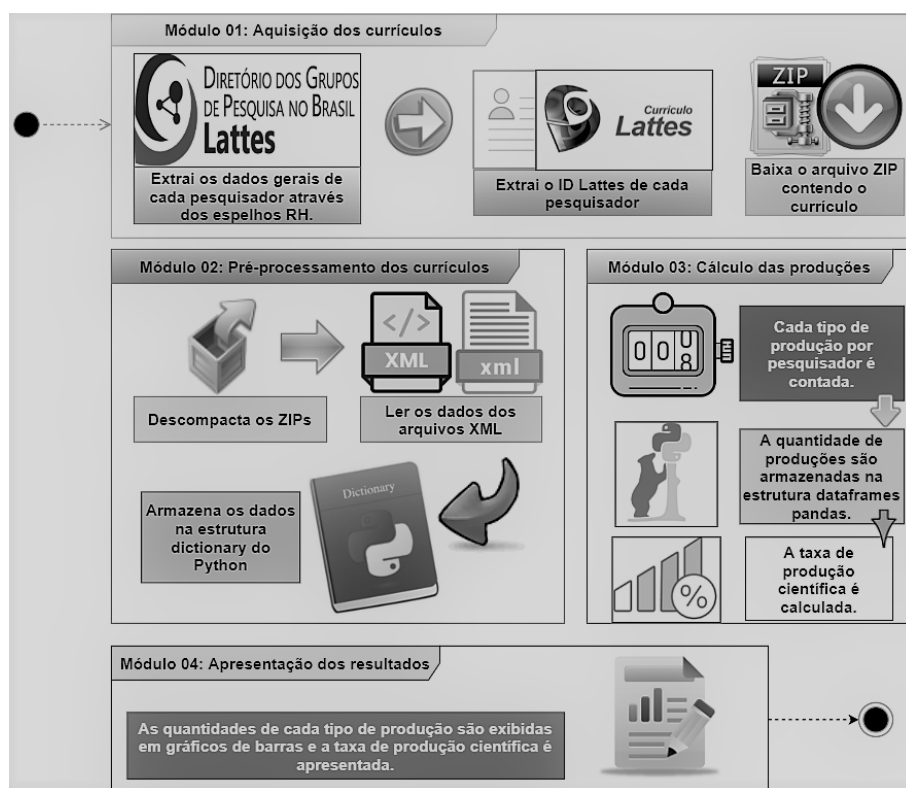 Módulo 01: Aquisição dos currículos
DIRETÓRIO DOS GRUPOS
DE PESQUISA NO BRASIL
Lattes
Extrai os dados gerais de
cada pesquisador através
dos espelhos RH.
Currículo
Lattes
Extrai o ID Lattes de cada
pesquisador
ZIP
Baixa o arquivo ZIP
contendo o
currículo
Módulo 02: Pré-processamento dos currículos
Descompacta os ZIPs
</>
XML
xml
Ler os dados dos
arquivos XML
Armazena os dados
na estrutura
dictionary do
Python
Dictionary
Módulo 03: Cálculo das produções
0 0 8
Cada tipo de
produção por
pesquisador é
contada.
A quantidade de
produções são
armazenadas na
estrutura dataframes
pandas.
%
A taxa de
produção
científica é
calculada.
Módulo 04: Apresentação dos resultados
As quantidades de cada tipo de produção são exibidas
em gráficos de barras e a taxa de produção científica é
apresentada.